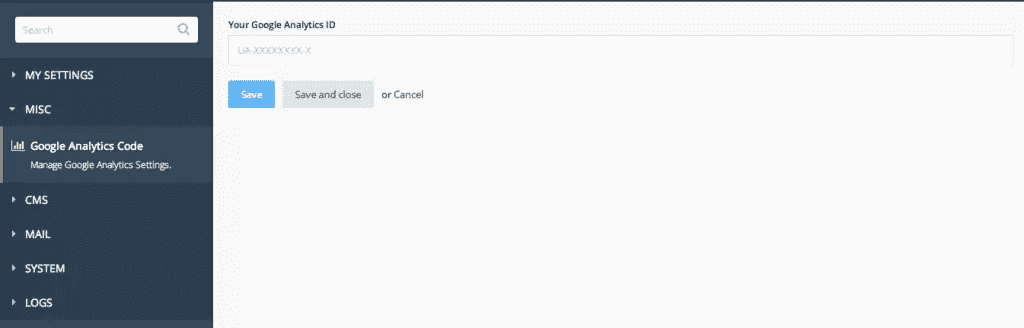 Search
MY SETTINGS
MISC
Google Analytics Code
Manage Google Analytics Settings.
CMS
MAIL
SYSTEM
LOGS
Your Google Analytics ID
UA-XXXXXXXX-X
Save Save and close or Cancel